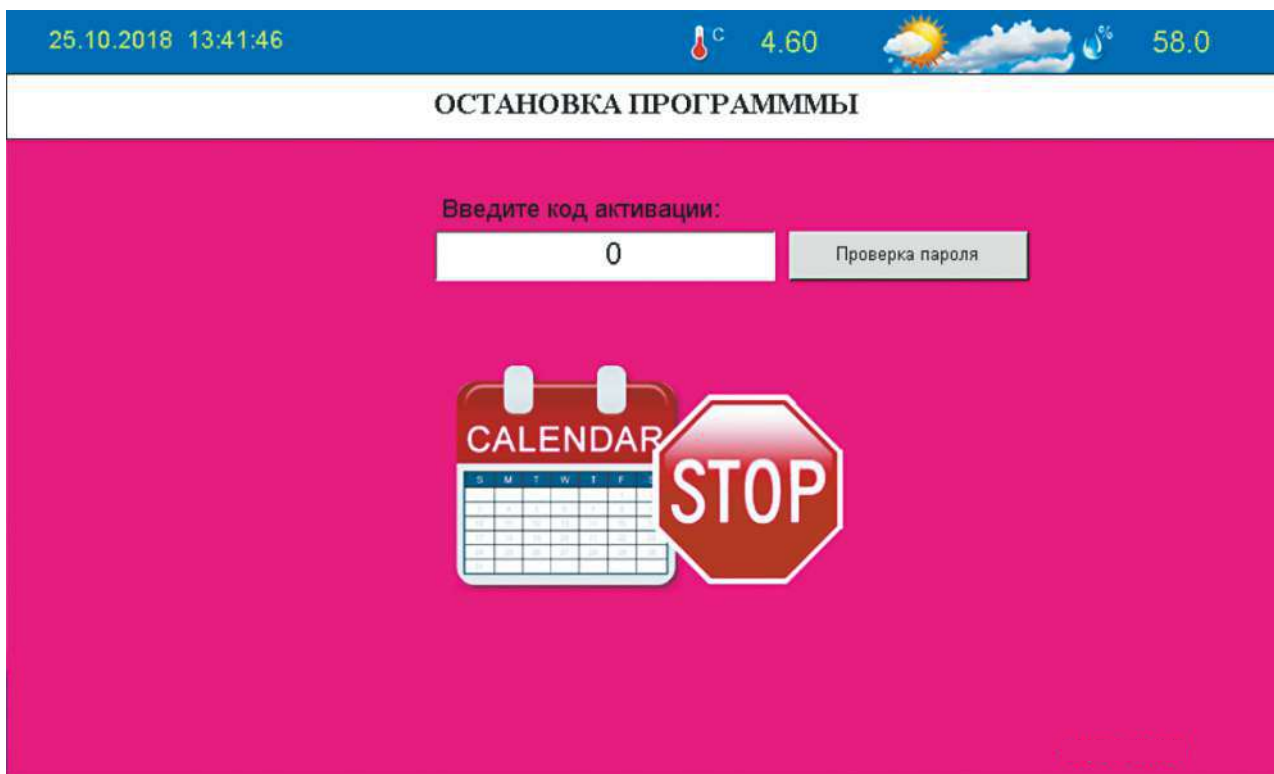 25.10.2018 13:41:46 C 4.60 % 58.0
ОСТАНОВКА ПРОГРАМММЫ
Введите код активации:
0 Проверка пароля
CALENDAR
S M T W T F S
STOP